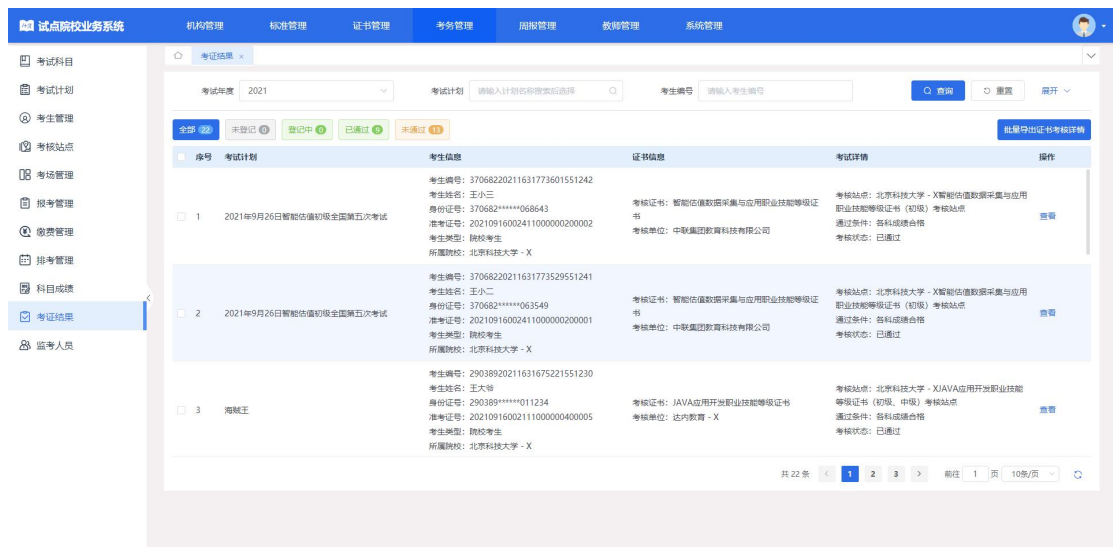 试点院校业务系统 机构管理 标准管理 证书管理 考务管理 周报管理 教师管理 系统管理
考试科目
考试计划
考生管理
考核站点
考场管理
报考管理
缴费管理
排考管理
科目成绩
考证结果
监考人员
考证结果 ×
考试年度 2021 考试计划 请输入计划名称搜索后选择 考生编号 请输入考生编号 查询 重置 展开
全部 22 未登记 0 登记中 0 已通过 9 未通过 13 批量导出证书考核详情
序号 考试计划 考生信息 证书信息 考试详情 操作
1 2021年9月26日智能估值初级全国第五次考试
考生编号：37068220211631773601551242
考生姓名：王小三
身份证号：370682******068643
准考证号：20210916002411000000200002
考生类型：院校考生
所属院校：北京科技大学 - X
考核证书：智能估值数据采集与应用职业技能等级证
书
考核单位：中联集团教育科技有限公司
考核站点：北京科技大学 - X智能估值数据采集与应用
职业技能等级证书（初级）考核站点
通过条件：各科成绩合格
考核状态：已通过
查看
2 2021年9月26日智能估值初级全国第五次考试
考生编号：37068220211631773529551241
考生姓名：王小二
身份证号：370682******063549
准考证号：20210916002411000000200001
考生类型：院校考生
所属院校：北京科技大学 - X
考核证书：智能估值数据采集与应用职业技能等级证
书
考核单位：中联集团教育科技有限公司
考核站点：北京科技大学 - X智能估值数据采集与应用
职业技能等级证书（初级）考核站点
通过条件：各科成绩合格
考核状态：已通过
查看
3 海贼王
考生编号：29038920211631675221551230
考生姓名：王大爷
身份证号：290389******011234
准考证号：20210916002111000000400005
考生类型：院校考生
所属院校：北京科技大学 - X
考核证书：JAVA应用开发职业技能等级证书
考核单位：达内教育 - X
考核站点：北京科技大学 - XJAVA应用开发职业技能
等级证书（初级、中级）考核站点
通过条件：各科成绩合格
考核状态：已通过
查看
共 22 条 < 1 2 3 > 前往 1 页 10条/页